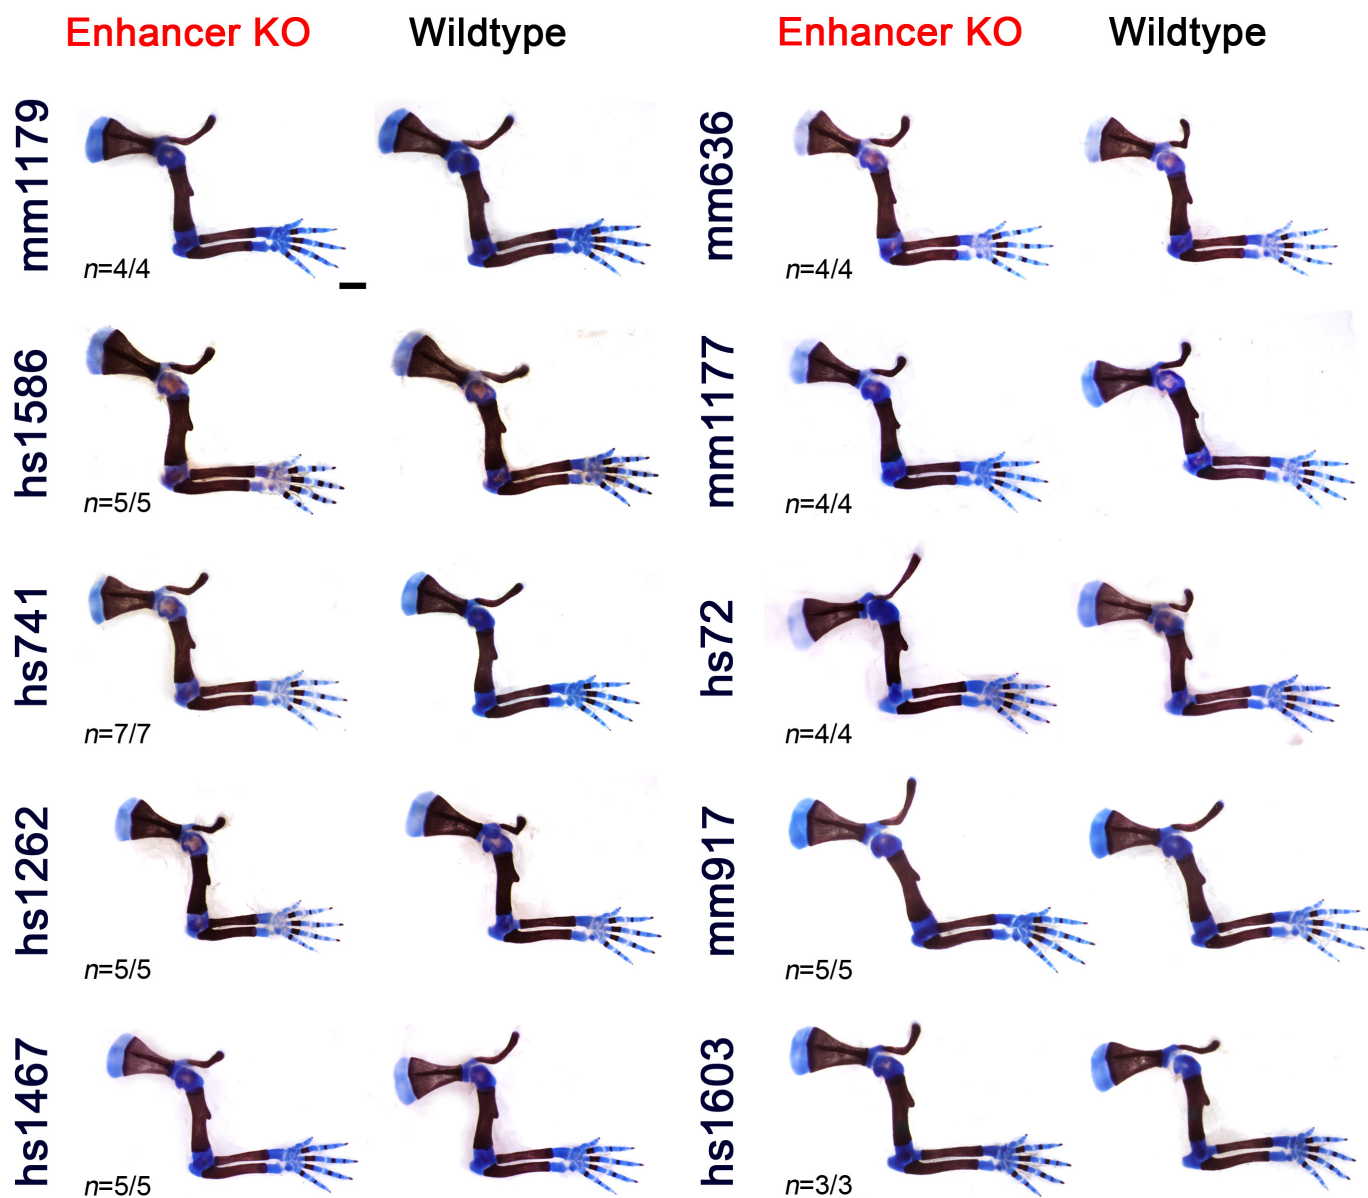 Enhancer KO Wildtype Enhancer KO Wildtype
mm1179
n=4/4
mm636
n=4/4
hs1586
n=5/5
mm1177
n=4/4
hs741
n=7/7
hs72
n=4/4
hs1262
n=5/5
mm917
n=5/5
hs1467
n=5/5
hs1603
n=3/3